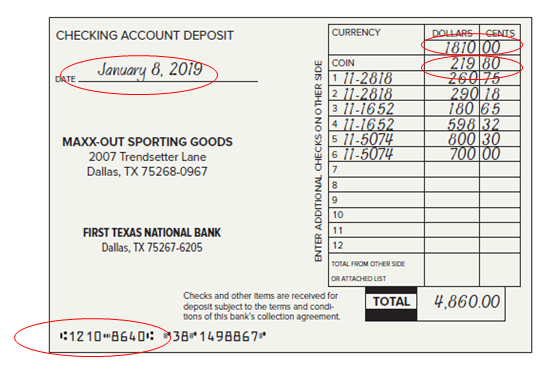 CHECKING ACCOUNT DEPOSIT
DATE January 8, 2019
MAXX-OUT SPORTING GOODS
2007 Trendsetter Lane
Dallas, TX 75268-0967
FIRST TEXAS NATIONAL BANK
Dallas, TX 75267-6205
ENTER ADDITIONAL CHECKS ON OTHER SIDE
CURRENCY DOLLARS CENTS
1810 00
COIN 219 80
1 11-2818 260 75
2 11-2818 290 18
3 11-1652 180 65
4 11-1652 598 32
5 11-5074 800 30
6 11-5074 700 00
7
8
9
10
11
12
TOTAL FROM OTHER SIDE
OR ATTACHED LIST
Checks and other items are received for
deposit subject to the terms and condi-
tions of this bank's collection agreement.
TOTAL 4,860.00
⑆1210⑉8640⑆ ⑈38⑈1498867⑈